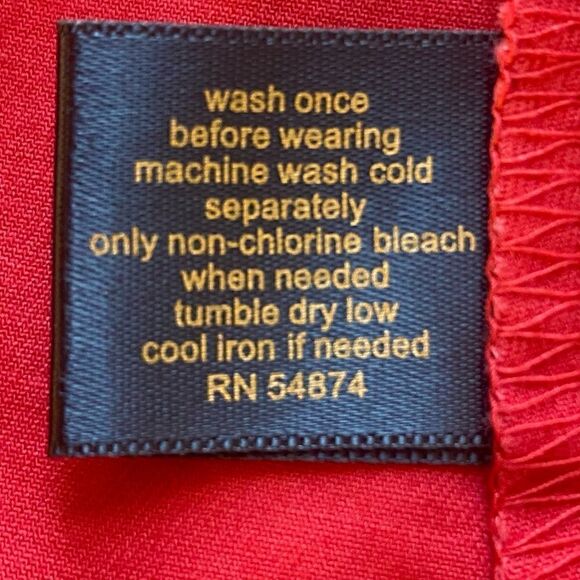 wash once
before wearing
machine wash cold
separately
only non-chlorine bleach
when needed
tumble dry low
cool iron if needed
RN 54874